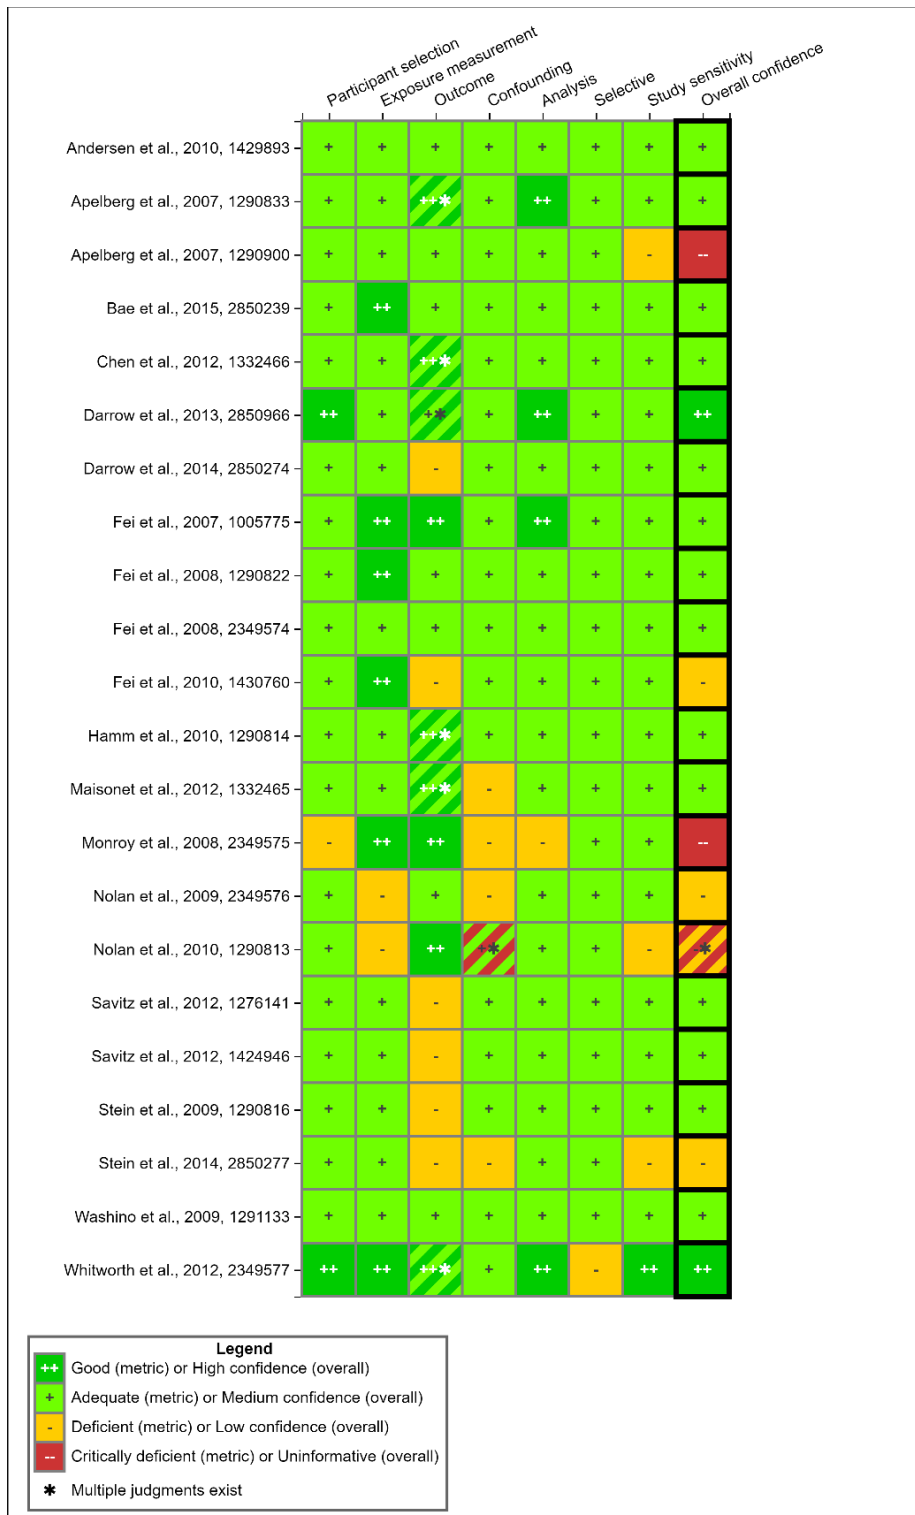 Participant selection
Exposure measurement
Outcome
Confounding
Analysis
Selective
Study sensitivity
Overall confidence
Andersen et al., 2010, 1429893 + + + + + + + +
Apelberg et al., 2007, 1290833 + + ++✱ + ++ + + +
Apelberg et al., 2007, 1290900 + + + + + + - --
Bae et al., 2015, 2850239 + ++ + + + + + +
Chen et al., 2012, 1332466 + + ++✱ + + + + +
Darrow et al., 2013, 2850966 ++ + +✱ + ++ + + ++
Darrow et al., 2014, 2850274 + + - + + + + +
Fei et al., 2007, 1005775 + ++ ++ + ++ + + +
Fei et al., 2008, 1290822 + ++ + + + + + +
Fei et al., 2008, 2349574 + + + + + + + +
Fei et al., 2010, 1430760 + ++ - + + + + -
Hamm et al., 2010, 1290814 + + ++✱ + + + + +
Maisonet et al., 2012, 1332465 + + ++✱ - + + + +
Monroy et al., 2008, 2349575 - ++ ++ - - + + --
Nolan et al., 2009, 2349576 + - + - + + + -
Nolan et al., 2010, 1290813 + - ++ +✱ + + - -✱
Savitz et al., 2012, 1276141 + + - + + + + +
Savitz et al., 2012, 1424946 + + - + + + + +
Stein et al., 2009, 1290816 + + - + + + + +
Stein et al., 2014, 2850277 + + - - + + - -
Washino et al., 2009, 1291133 + + + + + + + +
Whitworth et al., 2012, 2349577 ++ ++ ++✱ + ++ - ++ ++
Legend
++ Good (metric) or High confidence (overall)
+ Adequate (metric) or Medium confidence (overall)
- Deficient (metric) or Low confidence (overall)
-- Critically deficient (metric) or Uninformative (overall)
✱ Multiple judgments exist